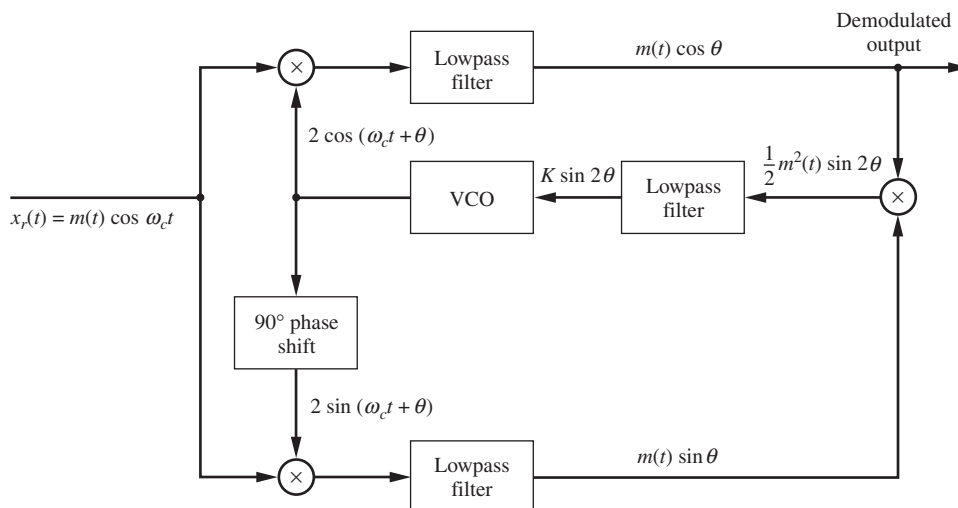 Demodulated
output
m(t) cos θ
Lowpass
filter
×
2 cos (ω_c t + θ)
x_r(t) = m(t) cos ω_c t
VCO
K sin 2θ
Lowpass
filter
\frac{1}{2} m²(t) sin 2θ
×
90° phase
shift
2 sin (ω_c t + θ)
×
Lowpass
filter
m(t) sin θ